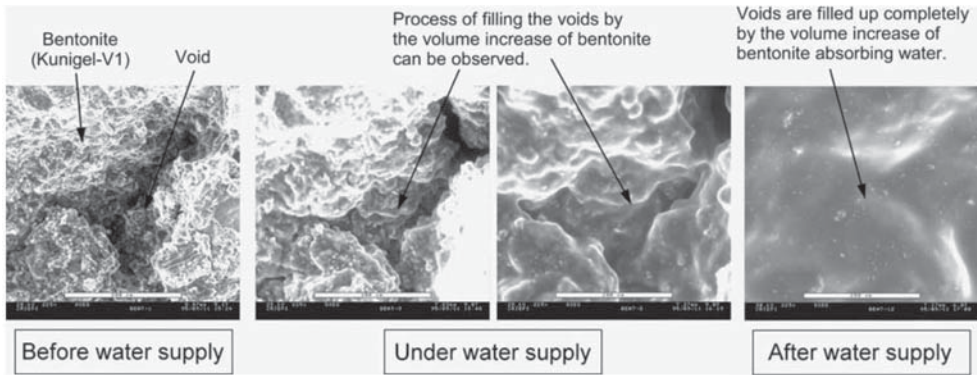 Bentonite
(Kunigel-V1)
Void
Process of filling the voids by
the volume increase of bentonite
can be observed.
Voids are filled up completely
by the volume increase of
bentonite absorbing water.
Before water supply
Under water supply
After water supply